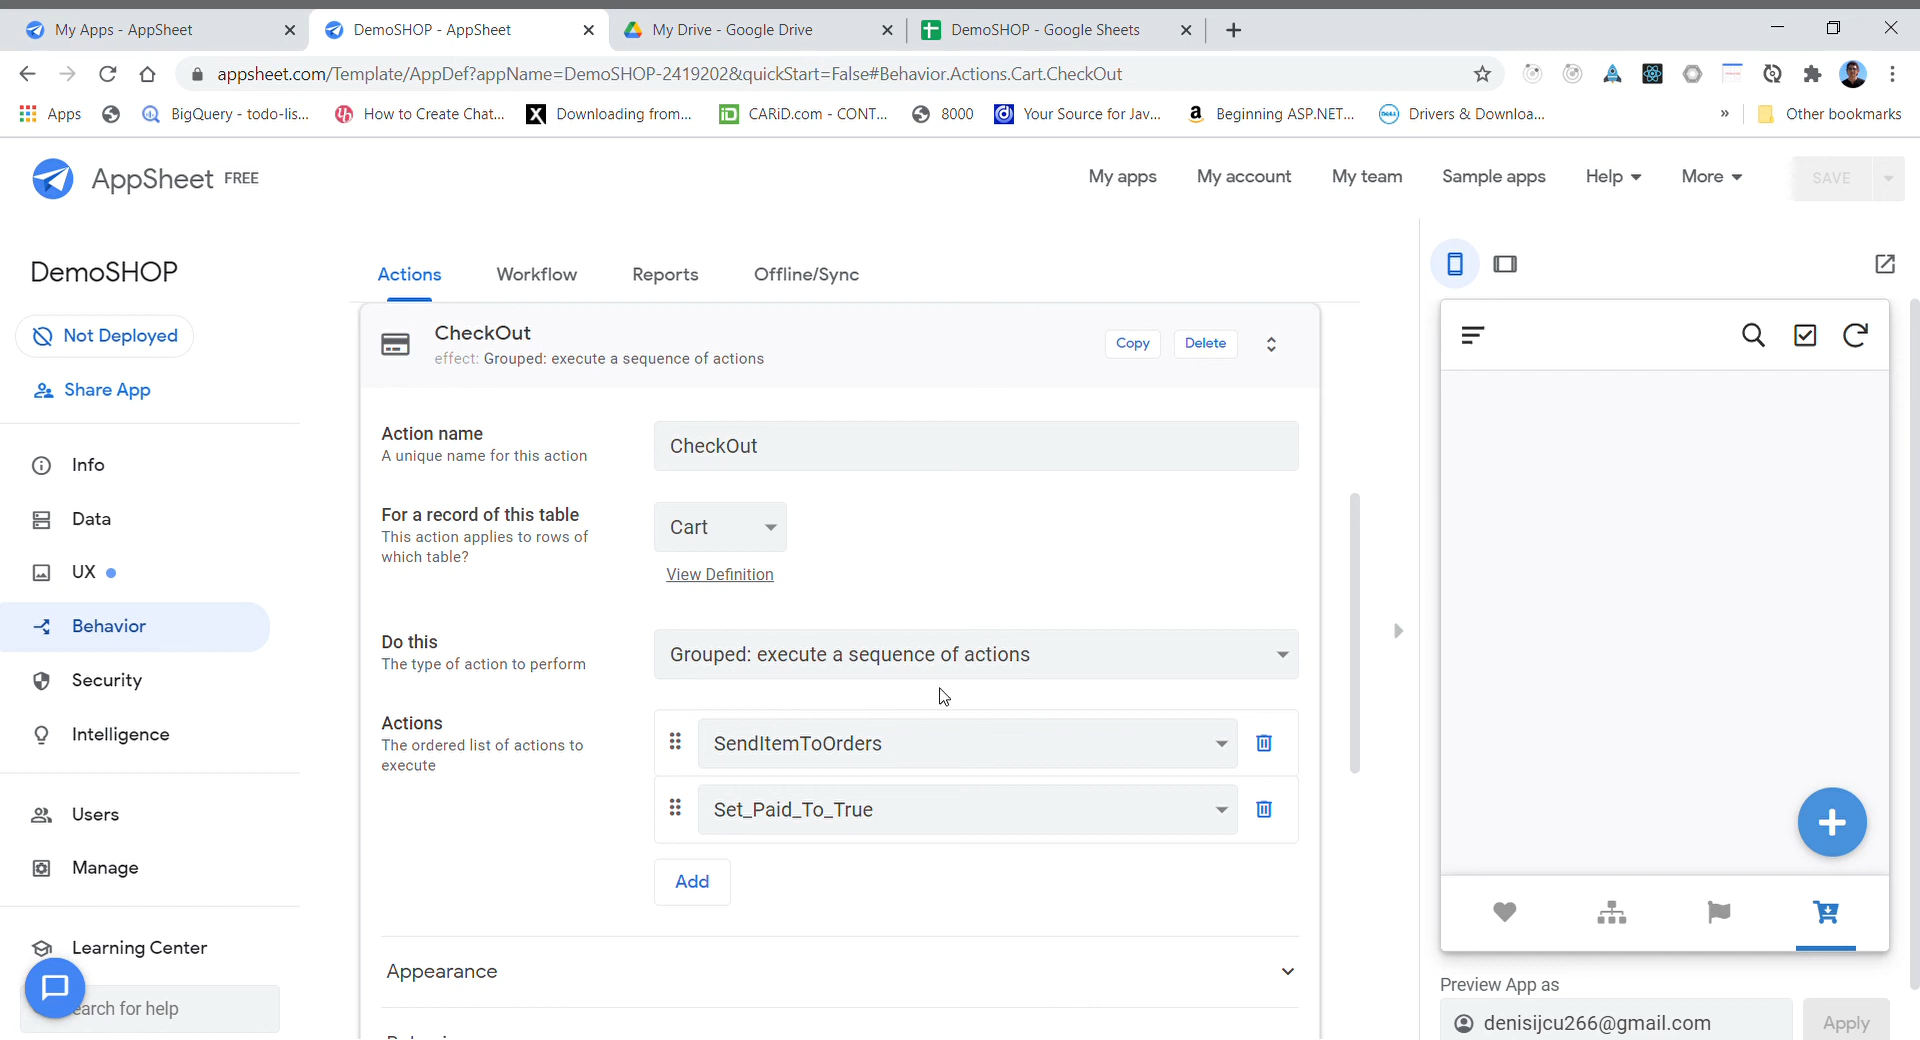 My Apps - AppSheet
DemoSHOP - AppSheet
My Drive - Google Drive
DemoSHOP - Google Sheets
appsheet.com/Template/AppDef?appName=DemoSHOP-2419202&quickStart=False#Behavior.Actions.Cart.CheckOut
Apps
BigQuery - todo-lis...
How to Create Chat...
Downloading from...
CARiD.com - CONT...
8000
Your Source for Jav...
Beginning ASP.NET...
Drivers & Downloa...
»
Other bookmarks
AppSheet FREE
My apps
My account
My team
Sample apps
Help
More
SAVE
DemoSHOP
Not Deployed
Share App
Info
Data
UX
Behavior
Security
Intelligence
Users
Manage
Learning Center
earch for help
Actions
Workflow
Reports
Offline/Sync
CheckOut
effect: Grouped: execute a sequence of actions
Copy
Delete
Action name
A unique name for this action
CheckOut
For a record of this table
This action applies to rows of
which table?
Cart
View Definition
Do this
The type of action to perform
Grouped: execute a sequence of actions
Actions
The ordered list of actions to
execute
SendItemToOrders
Set_Paid_To_True
Add
Appearance
Preview App as
denisijcu266@gmail.com
Apply